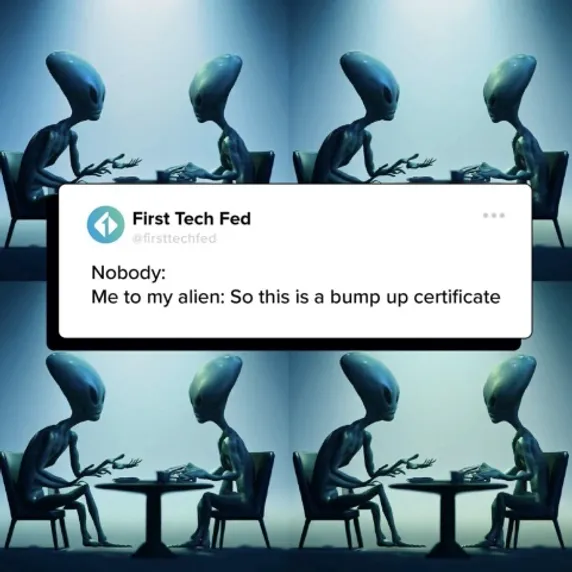 First Tech Fed
@firsttechfed
Nobody:
Me to my alien: So this is a bump up certificate